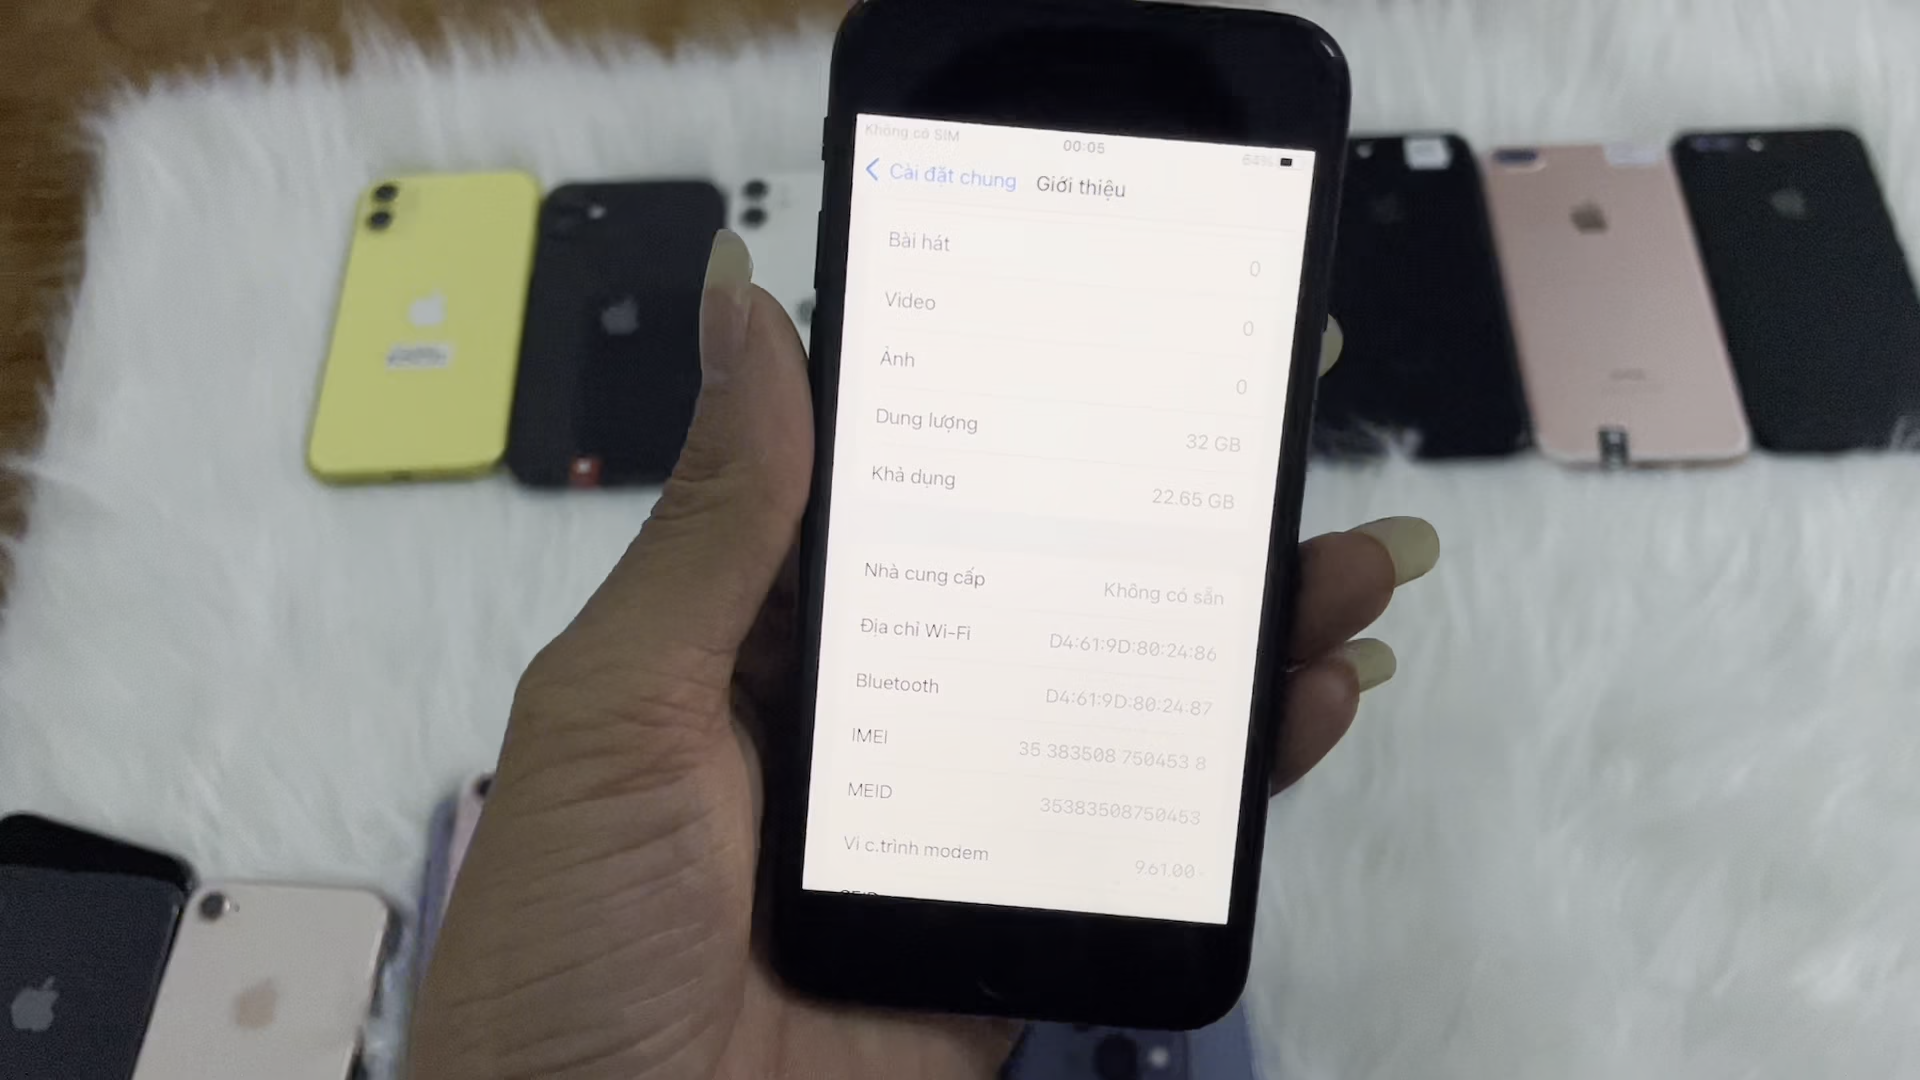 Không có SIM
00:05
64%
Cài đặt chung Giới thiệu
Bài hát 0
Video 0
Ảnh 0
Dung lượng 32 GB
Khả dụng 22.65 GB
Nhà cung cấp Không có sẵn
Địa chỉ Wi-Fi D4:61:9D:80:24:86
Bluetooth D4:61:9D:80:24:87
IMEI 35 383508 750453 8
MEID 35383508750453
Vi c.trình modem 9.61.00